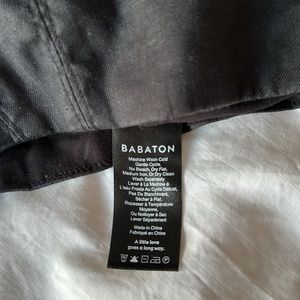 BABATON
Machine Wash Cold
Gentle Cycle,
No Bleach, Dry Flat,
Medium Iron, Or Dry Clean
Wash Separately
Laver À La Machine À
L'eau Froide Au Cycle Délicat,
Pas De Blanchiment,
Sécher à Plat,
Repasser à Température
Moyenne,
Ou Nettoyer à Sec
Laver Séparément
Made in China
Fabriqué en Chine
A little love
goes a long way.